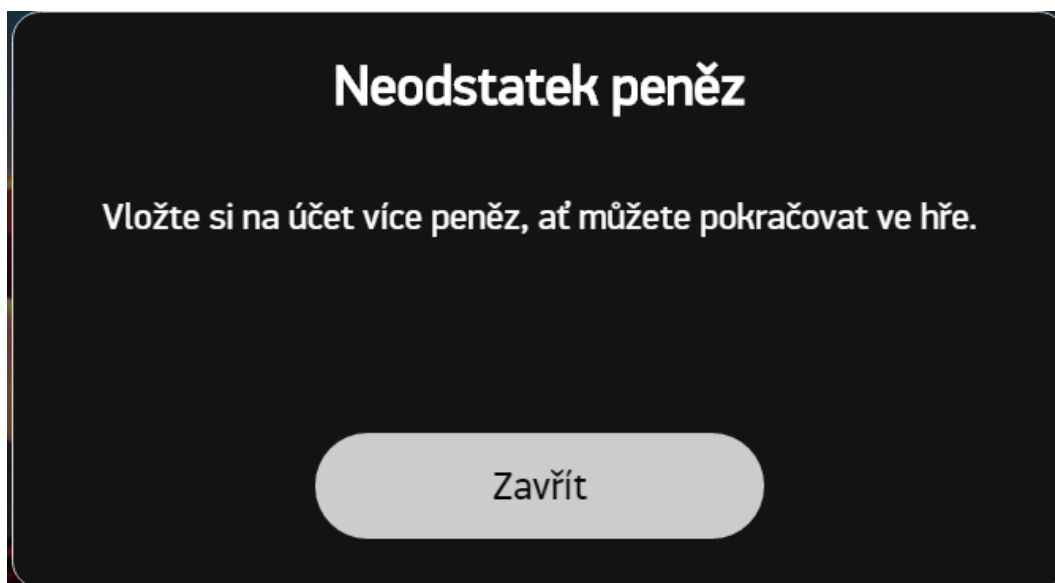 Neodstatek peněz
Vložte si na účet více peněz, ať můžete pokračovat ve hře.
Zavřít